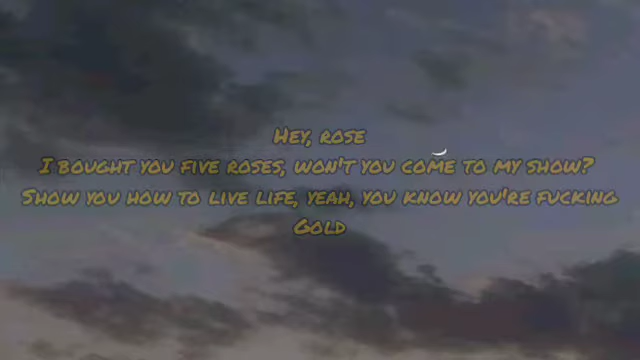 Hey, rose
I bought you five roses, won't you come to my show?
Show you how to live life, yeah, you know you're fucking
Gold